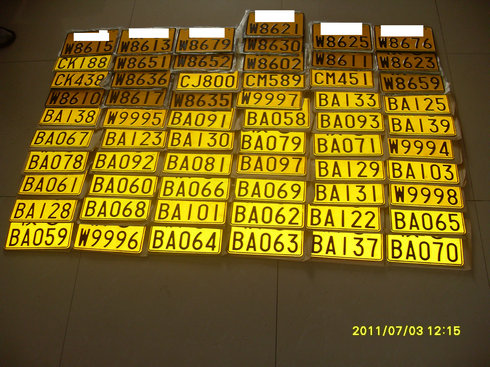 W8615 W8613 W8679 W8621 W8625 W8676
CK188 W8651 W8652 W8630 W8611 W8623
CK438 W8636 CJ800 W8602 CM451 W8659
W8610 W8677 W8635 CM589 BA133 BA125
BA138 W9995 BA091 W9997 BA093 BA139
BA067 BA123 BA130 BA058 BA071 W9994
BA078 BA092 BA081 BA079 BA129 BA103
BA061 BA060 BA066 BA097 BA131 W9998
BA128 BA068 BA101 BA069 BA122 BA065
BA059 W9996 BA064 BA062 BA137 BA070
BA063
2011/07/03 12:15